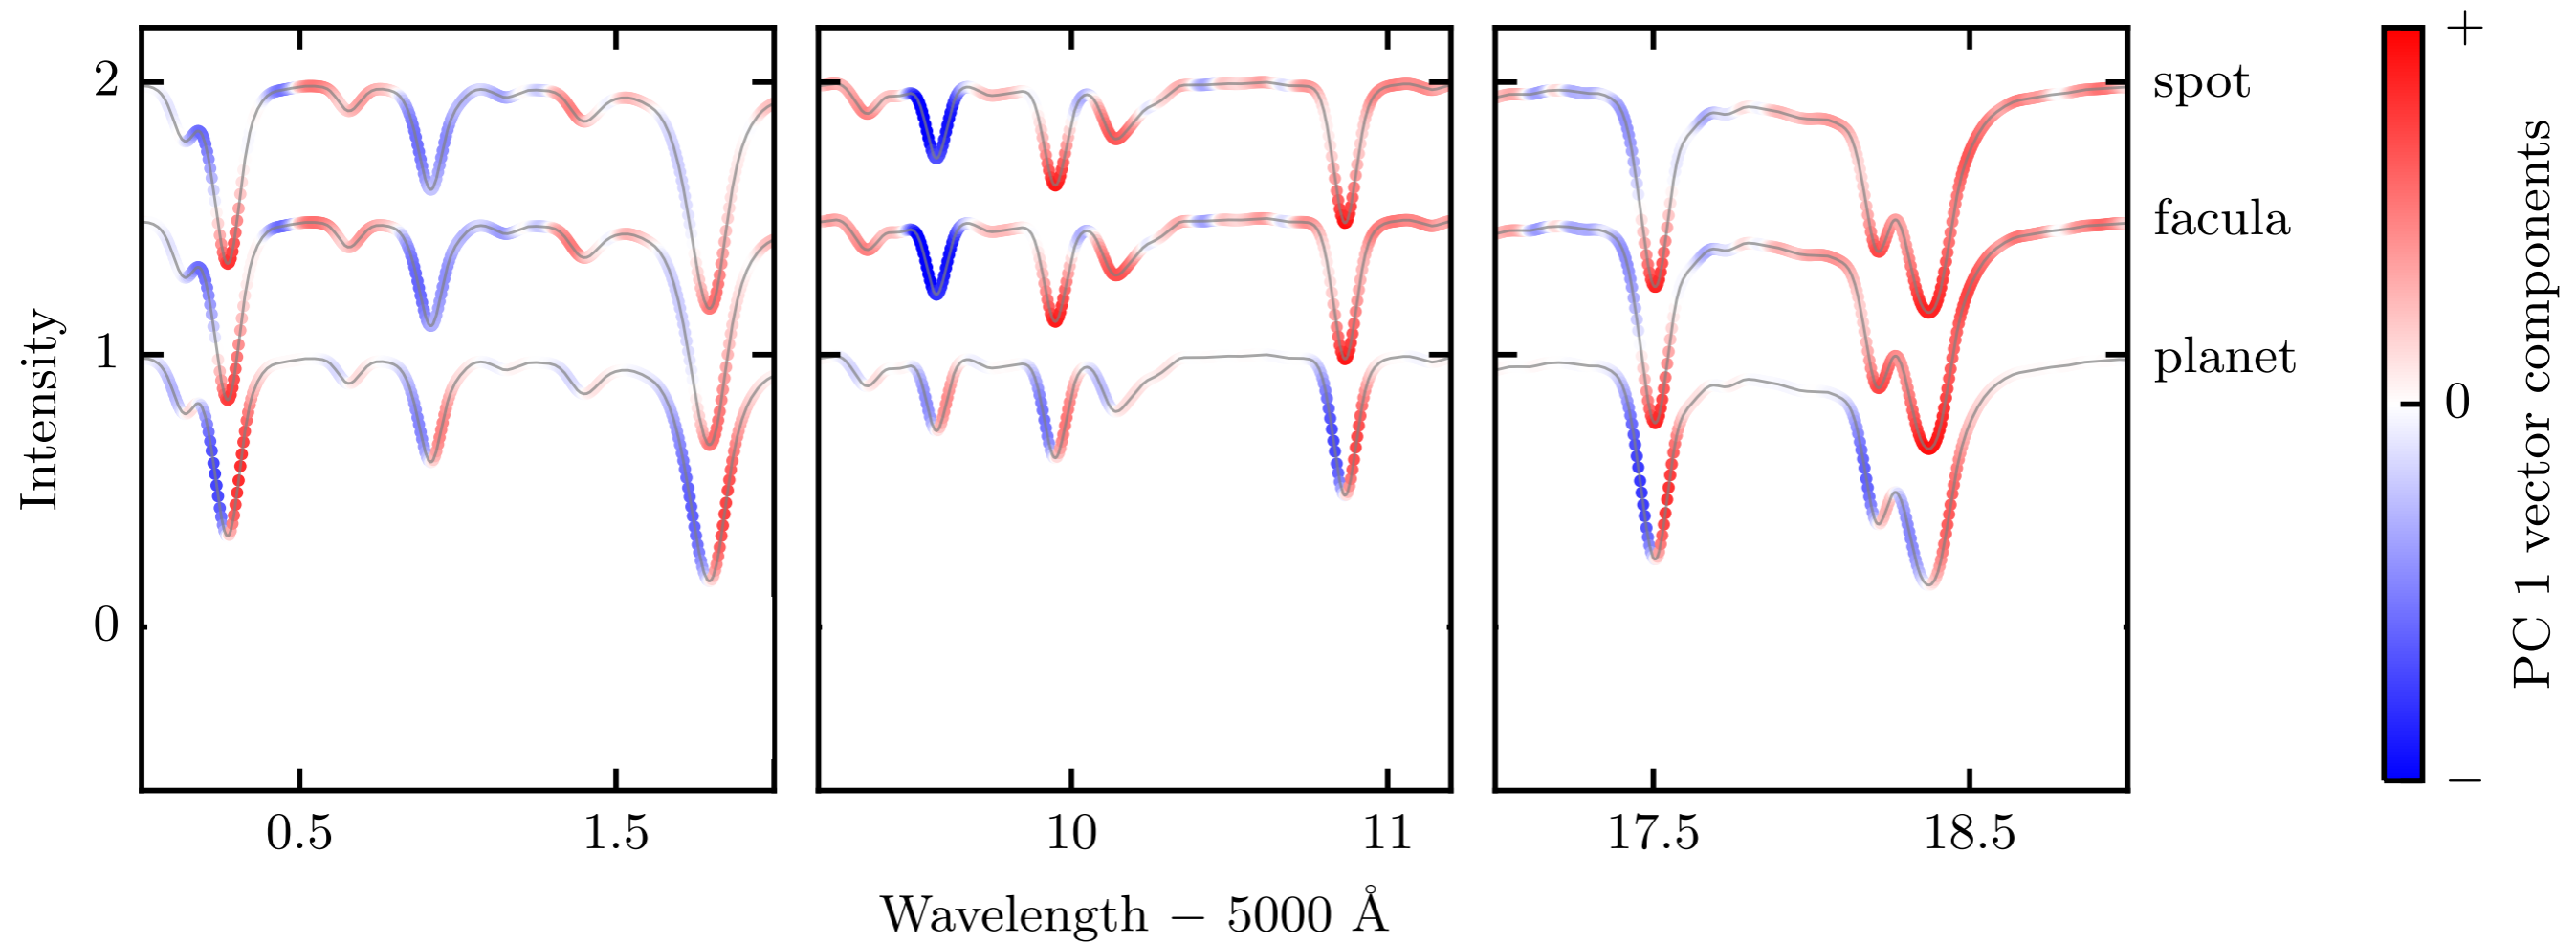 Intensity
2
1
0
0.5
1.5
10
11
17.5
18.5
Wavelength − 5000 Å
spot
facula
planet
+
0
−
PC 1 vector components